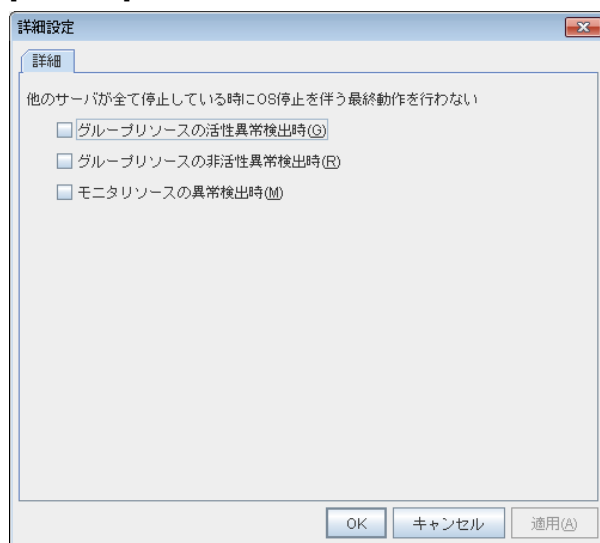 詳細設定
詳細
他のサーバが全て停止している時にOS停止を伴う最終動作を行わない
グループリソースの活性異常検出時(G)
グループリソースの非活性異常検出時(R)
モニタリソースの異常検出時(M)
OK キャンセル 適用(A)